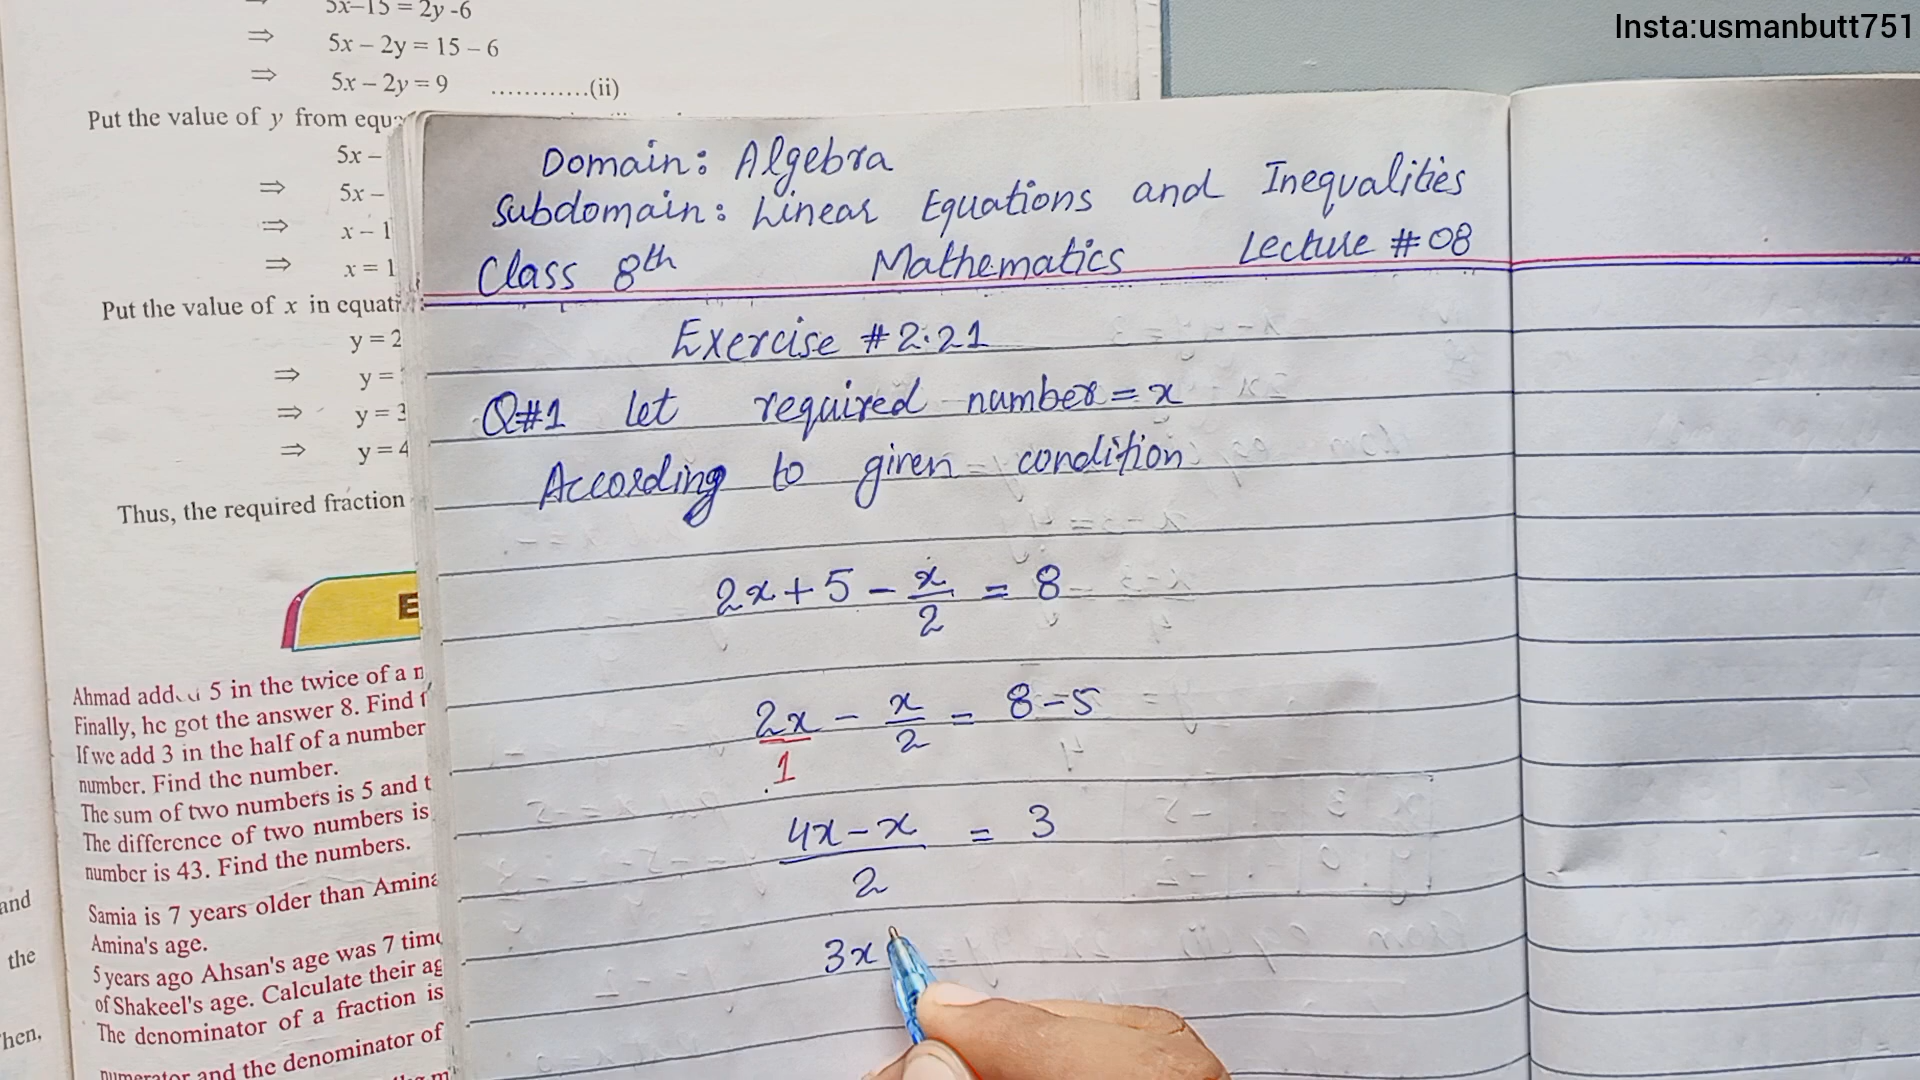 Insta:usmanbutt751
5x–15 = 2y -6
⇒ 5x – 2y = 15 – 6
⇒ 5x – 2y = 9 ............(ii)
Put the value of y from
5x –
⇒ 5x –
⇒ x – 1
⇒ x = 1
Put the value of x in
y = 2
⇒ y =
⇒ y = 3
⇒ y = 4
Thus, the required fraction
E
Ahmad 5 in the twice of a
Finally, he got the answer 8. Find
If we add 3 in the half of a number
number. Find the number.
The sum of two numbers is 5 and
The difference of two numbers is
number is 43. Find the numbers.
Samia is 7 years older than
Amina's age.
5 years ago Ahsan's age was 7
of Shakeel's age. Calculate their
The denominator of a fraction is
numerator and the denominator of
and
the
hen,
Domain: Algebra
Subdomain: Linear Equations and Inequalities
Class 8th Mathematics Lecture #08
Exercise #2.21
Q#1 let required number = x
According to given condition
2x + 5 - x/2 = 8
2x/1 - x/2 = 8-5
4x-x/2 = 3
3x